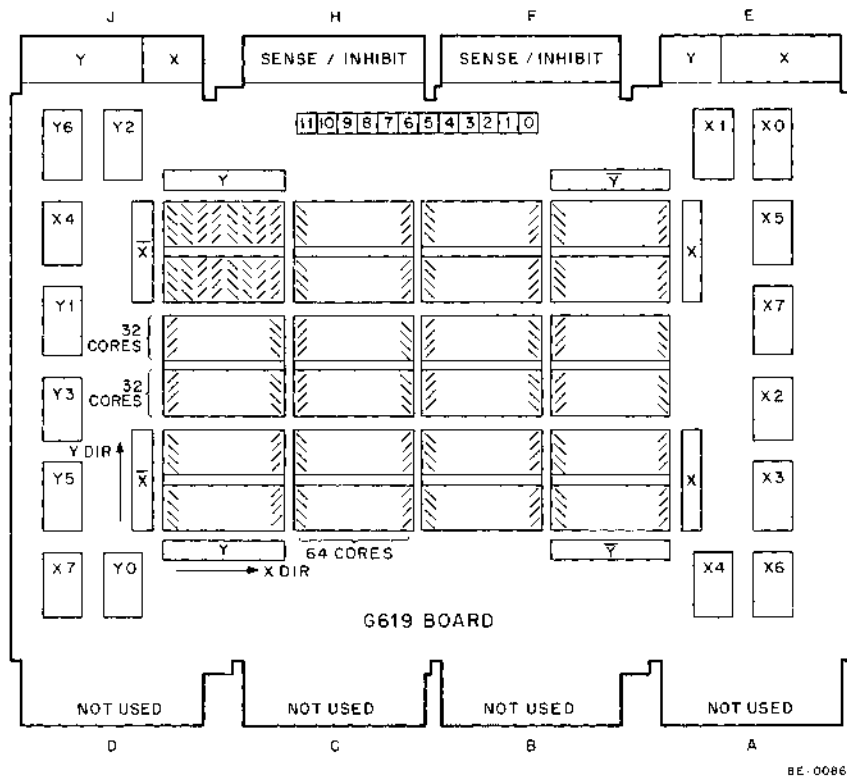 J H F E
Y X SENSE / INHIBIT SENSE / INHIBIT Y X
11 10 9 8 7 6 5 4 3 2 1 0
Y6 Y2 X1 X0
Y Y̅
X4 X5
X̅ X
Y1 X7
32 CORES
Y3 X2
32 CORES
Y DIR
Y5 X̅ X X3
Y 64 CORES Y̅
X7 Y0 X DIR X4 X6
G619 BOARD
NOT USED NOT USED NOT USED NOT USED
D C B A
8E-0086